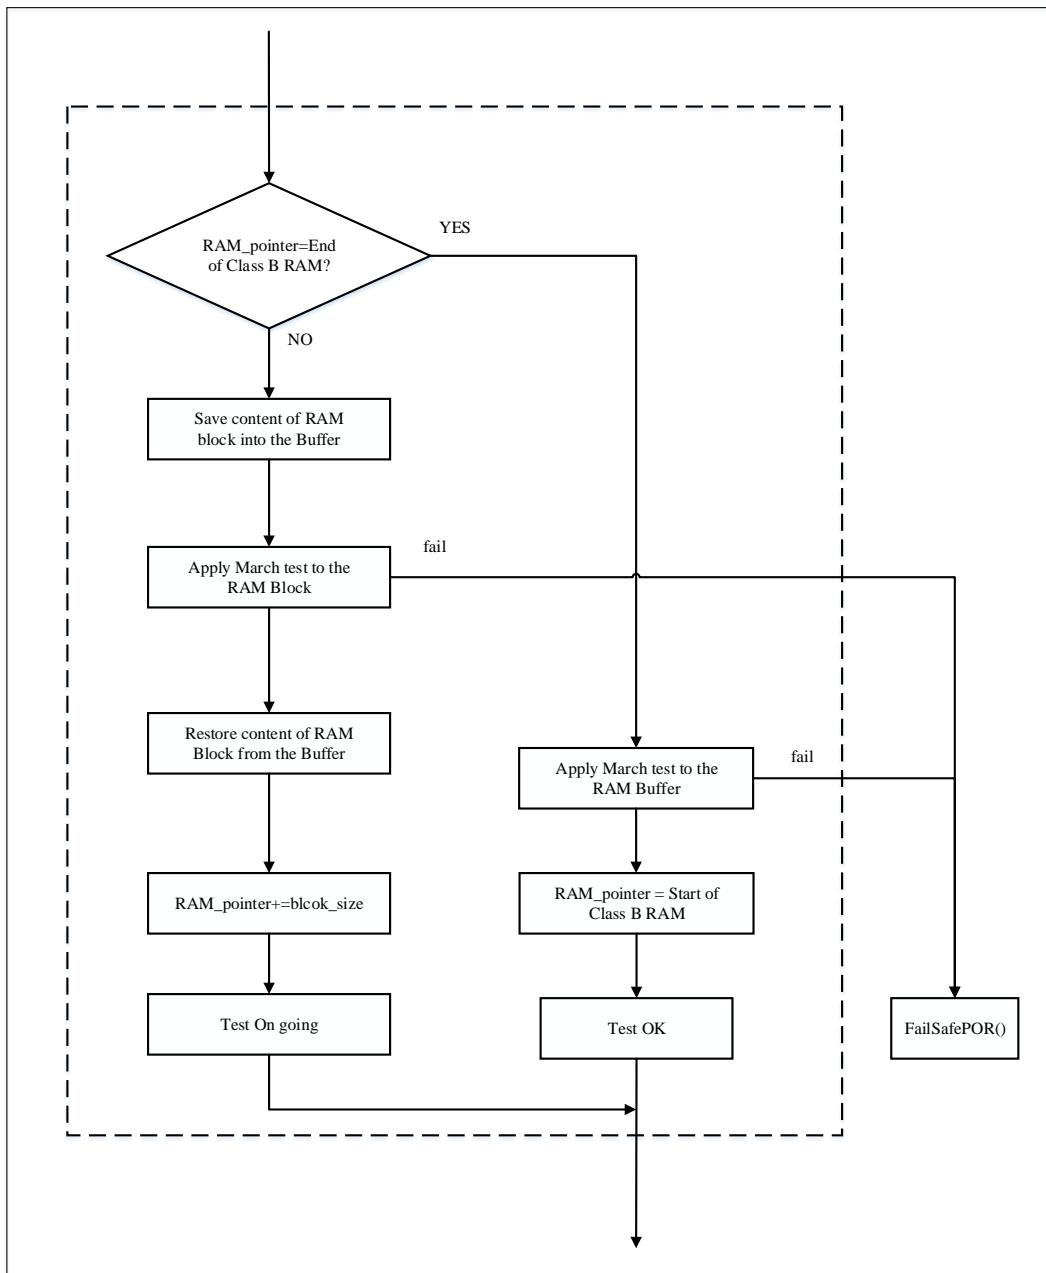 YES
RAM_pointer=End
of Class B RAM?
NO
Save content of RAM
block into the Buffer
fail
Apply March test to the
RAM Block
Restore content of RAM
Block from the Buffer
fail
Apply March test to the
RAM Buffer
RAM_pointer+=blcok_size
RAM_pointer = Start of
Class B RAM
Test On going
Test OK
FailSafePOR()